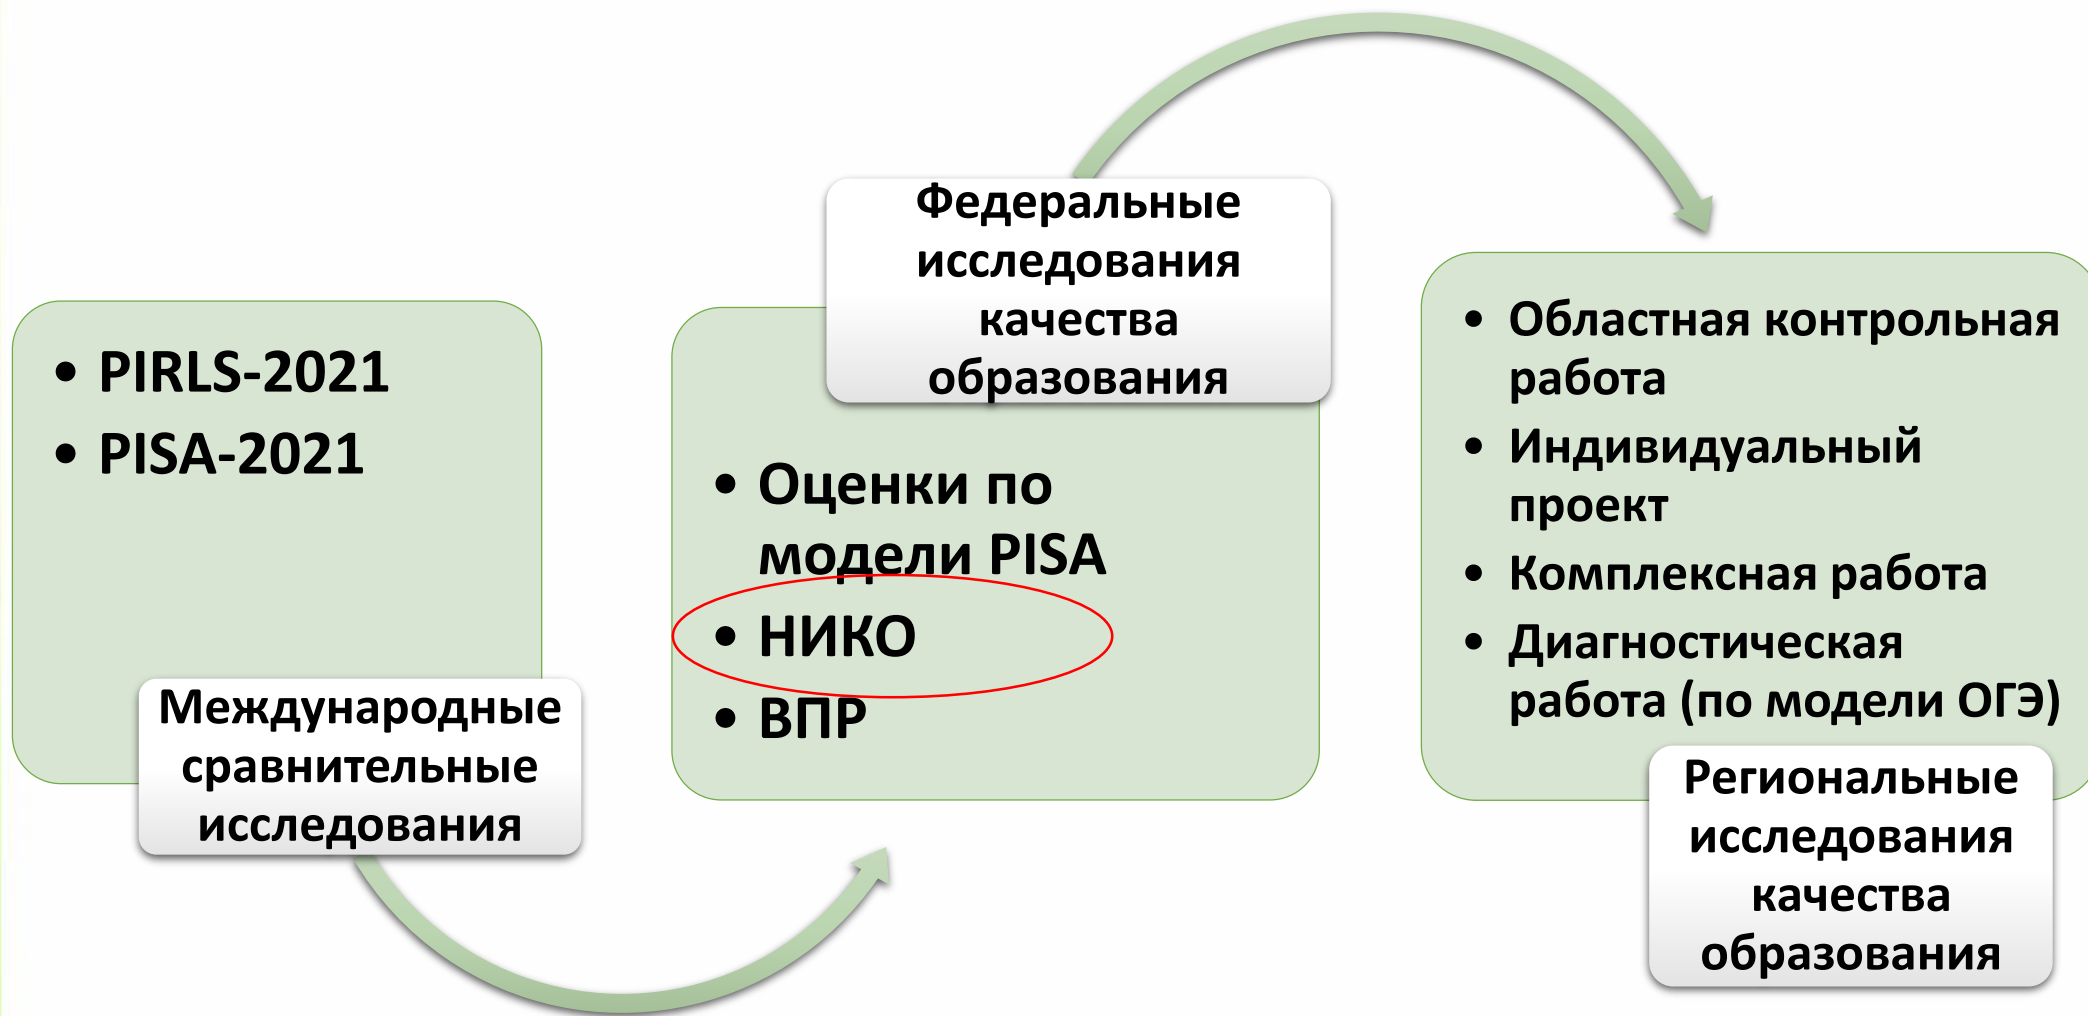 • PIRLS-2021
• PISA-2021
Международные
сравнительные
исследования
Федеральные
исследования
качества
образования
• Оценки по
модели PISA
• НИКО
• ВПР
• Областная контрольная
работа
• Индивидуальный
проект
• Комплексная работа
• Диагностическая
работа (по модели ОГЭ)
Региональные
исследования
качества
образования